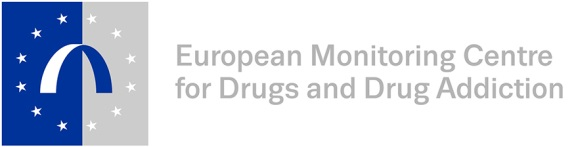 European Monitoring Centre
for Drugs and Drug Addiction